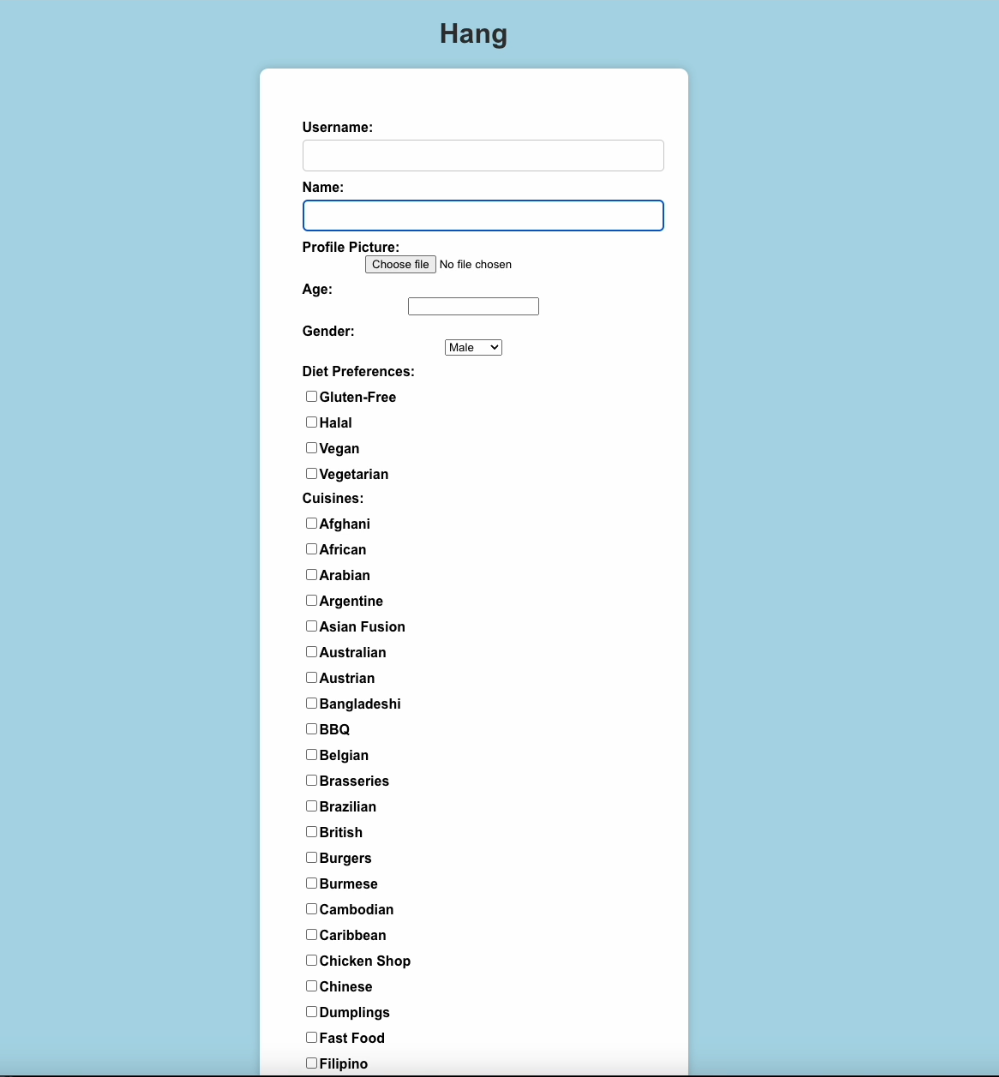 Hang
Username:
Name:
Profile Picture:
Choose file No file chosen
Age:
Gender:
Male
Diet Preferences:
Gluten-Free
Halal
Vegan
Vegetarian
Cuisines:
Afghani
African
Arabian
Argentine
Asian Fusion
Australian
Austrian
Bangladeshi
BBQ
Belgian
Brasseries
Brazilian
British
Burgers
Burmese
Cambodian
Caribbean
Chicken Shop
Chinese
Dumplings
Fast Food
Filipino